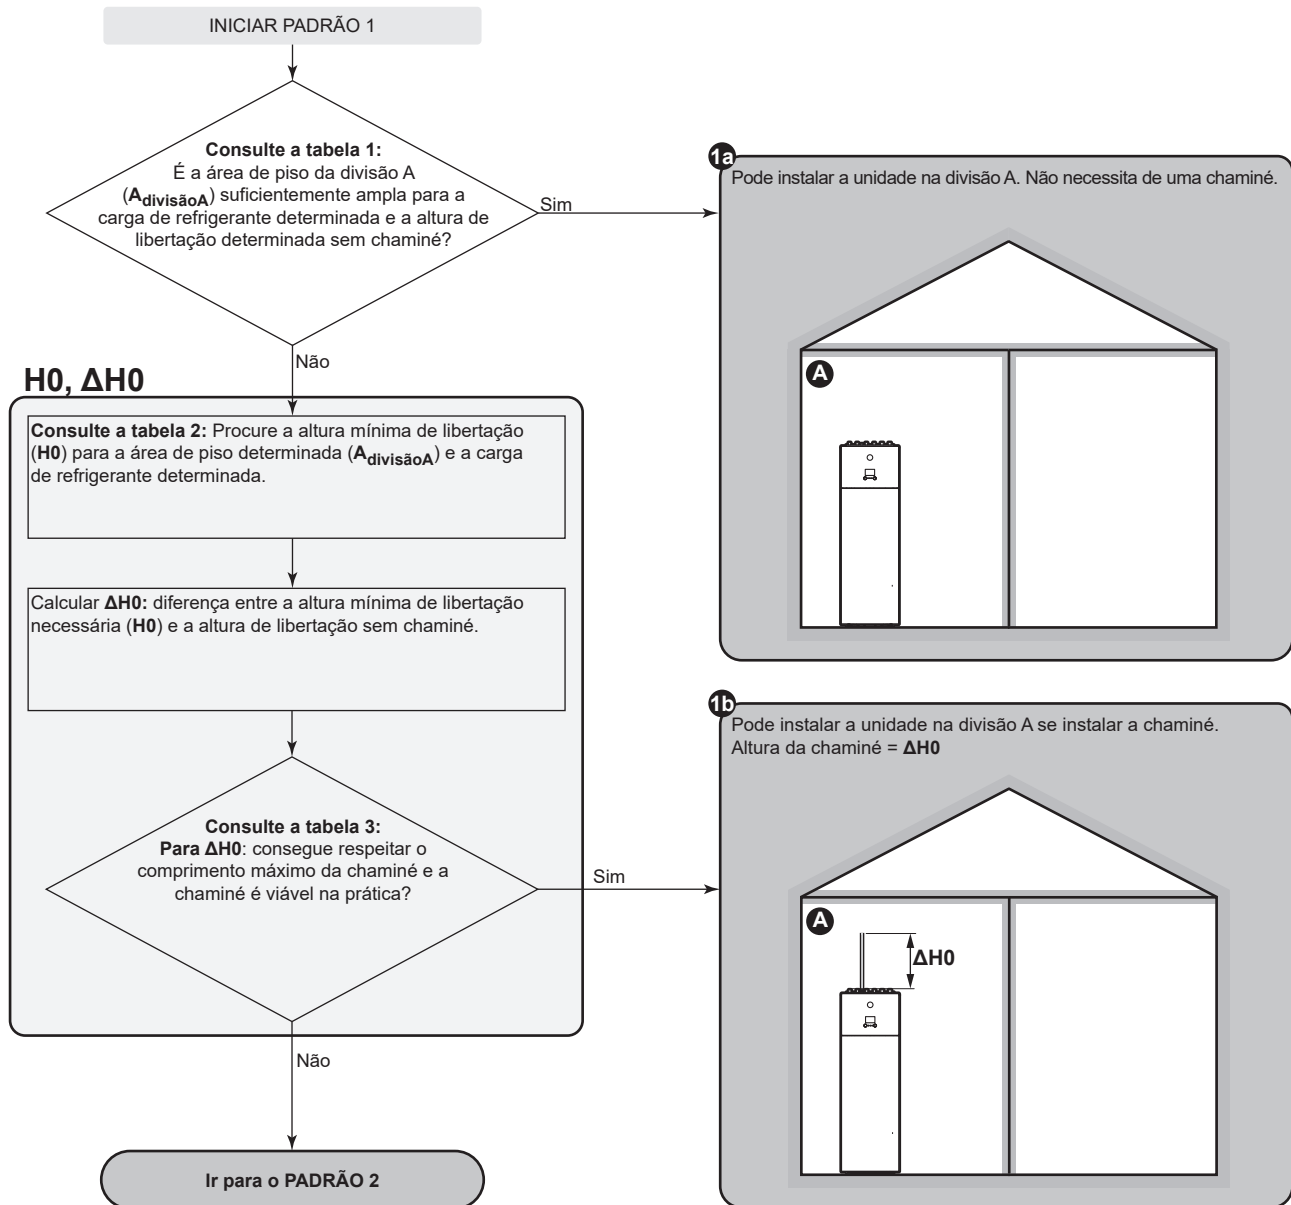 INICIAR PADRÃO 1
Consulte a tabela 1:
É a área de piso da divisão A
(AdivisãoA) suficientemente ampla para a
carga de refrigerante determinada e a altura de
libertação determinada sem chaminé?
Sim
Não
1a
Pode instalar a unidade na divisão A. Não necessita de uma chaminé.
A
H0, ΔH0
Consulte a tabela 2: Procure a altura mínima de libertação
(H0) para a área de piso determinada (AdivisãoA) e a carga
de refrigerante determinada.
Calcular ΔH0: diferença entre a altura mínima de libertação
necessária (H0) e a altura de libertação sem chaminé.
Consulte a tabela 3:
Para ΔH0: consegue respeitar o
comprimento máximo da chaminé e a
chaminé é viável na prática?
Sim
Não
1b
Pode instalar a unidade na divisão A se instalar a chaminé.
Altura da chaminé = ΔH0
A
ΔH0
Ir para o PADRÃO 2